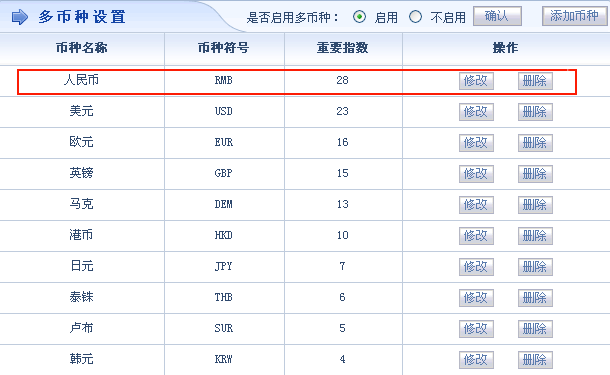 多币种设置 是否启用多币种： 启用 不启用 确认 添加币种
币种名称 币种符号 重要指数 操作
人民币 RMB 28 修改 删除
美元 USD 23 修改 删除
欧元 EUR 16 修改 删除
英镑 GBP 15 修改 删除
马克 DEM 13 修改 删除
港币 HKD 10 修改 删除
日元 JPY 7 修改 删除
泰铢 THB 6 修改 删除
卢布 SUR 5 修改 删除
韩元 KRW 4 修改 删除